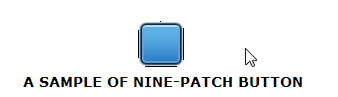 A SAMPLE OF NINE-PATCH BUTTON